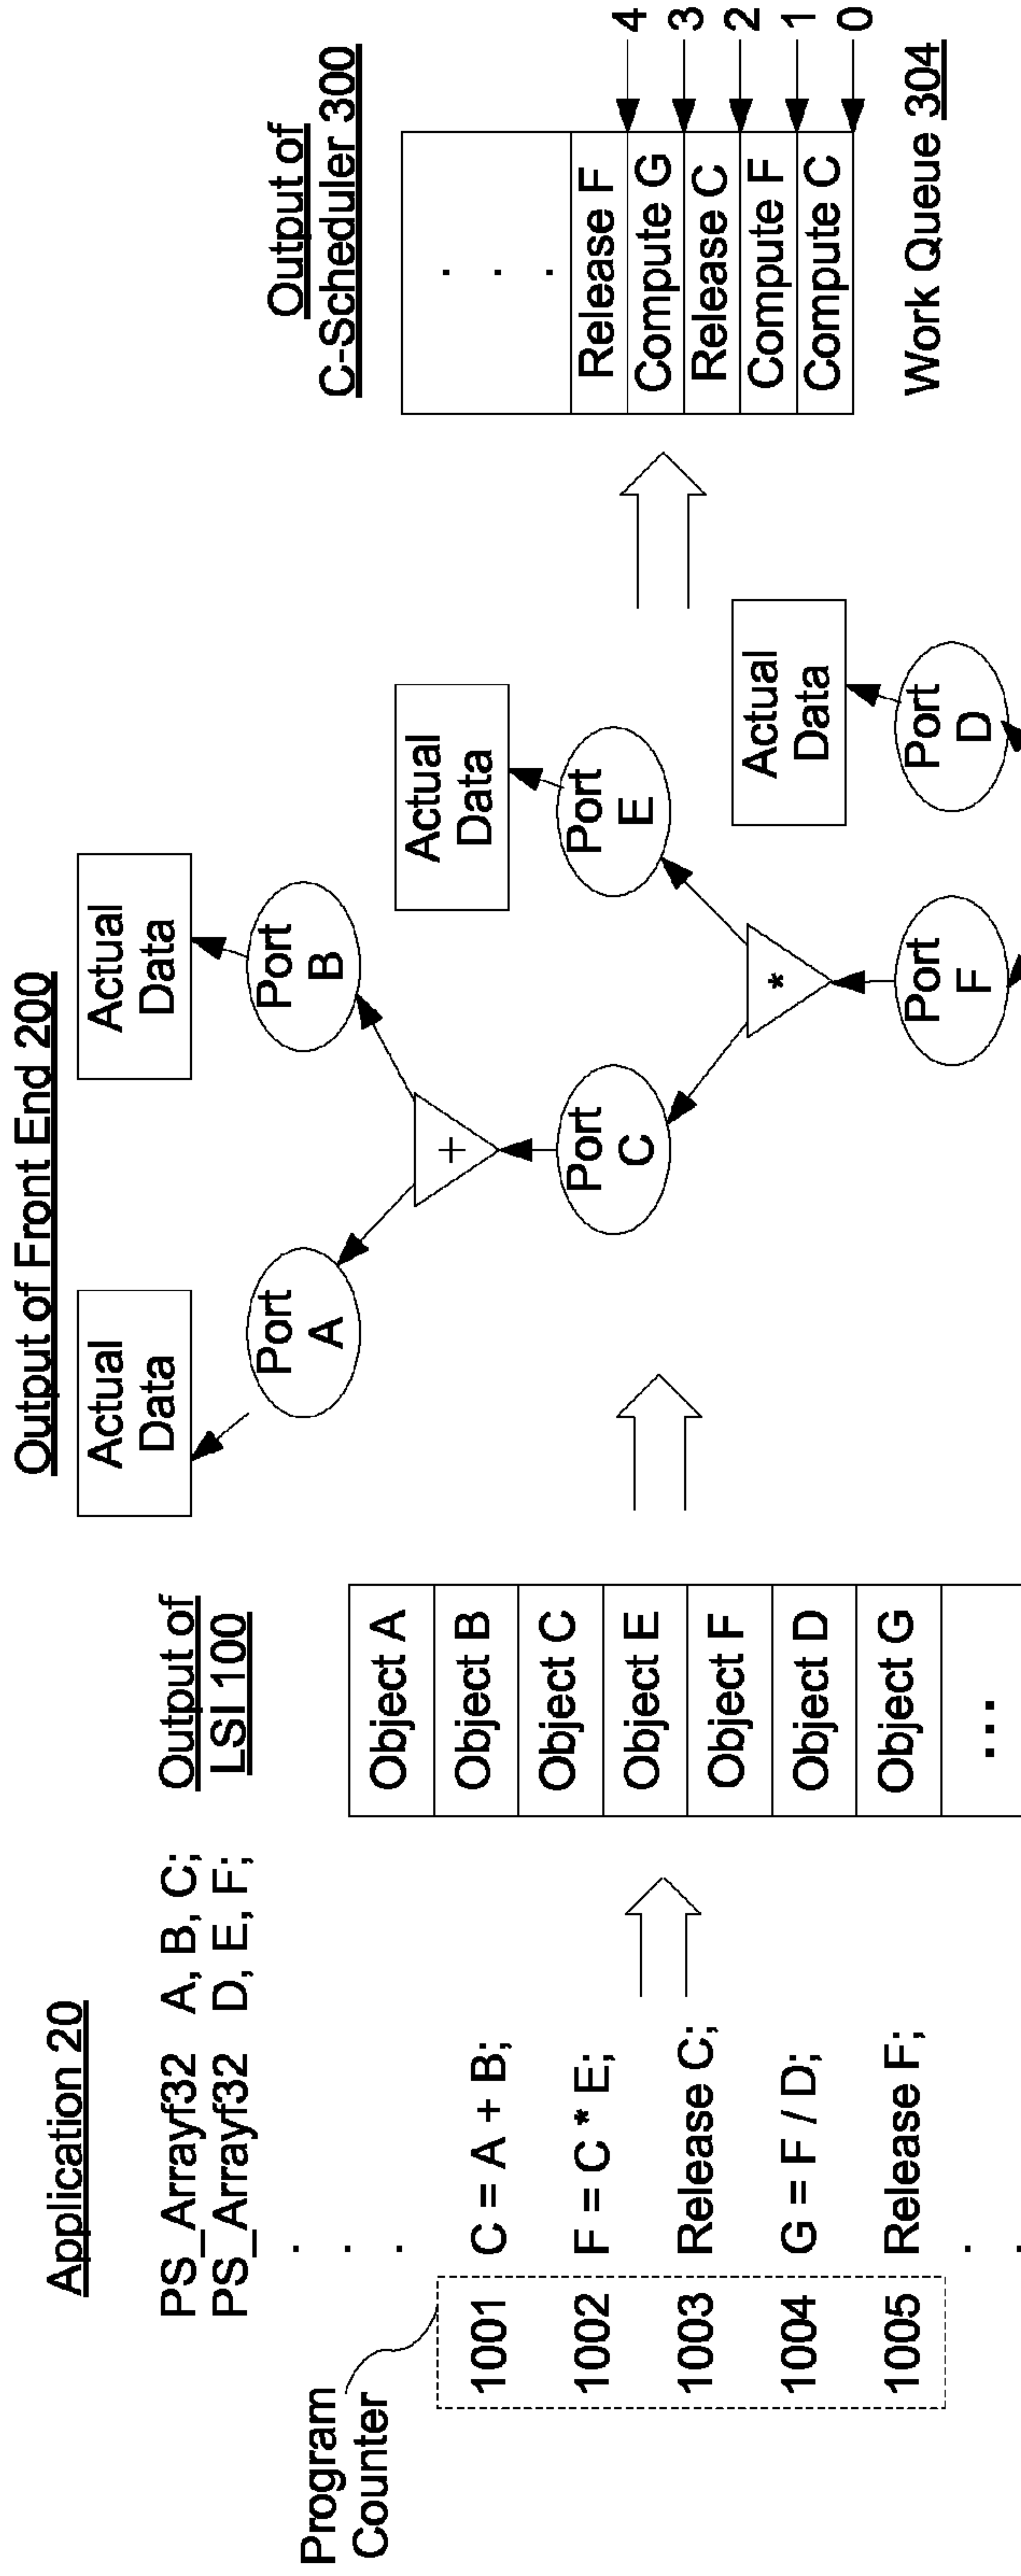 Application 20
PS_Arrayf32 A, B, C;
PS_Arrayf32 D, E, F;
.
.
.
Program
Counter
1001 C = A + B;
1002 F = C * E;
1003 Release C;
1004 G = F / D;
1005 Release F;
.
.
Output of
LSI 100
Object A
Object B
Object C
Object E
Object F
Object D
Object G
...
Output of Front End 200
Actual
Data
Actual
Data
Port
A
Port
B
+
Actual
Data
Port
C
Port
E
*
Actual
Data
Port
F
Port
D
Output of
C-Scheduler 300
.
.
.
Release F
4
Compute G
3
Release C
2
Compute F
1
Compute C
0
Work Queue 304